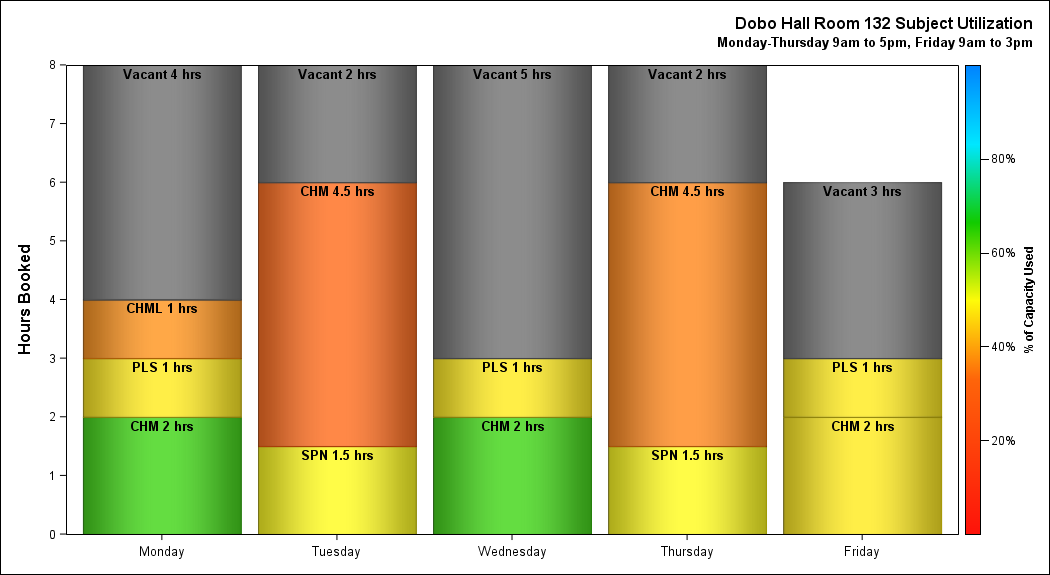 Dobo Hall Room 132 Subject Utilization
Monday-Thursday 9am to 5pm, Friday 9am to 3pm
Hours Booked
8
7
6
5
4
3
2
1
0
Vacant 4 hrs
CHML 1 hrs
PLS 1 hrs
CHM 2 hrs
Vacant 2 hrs
CHM 4.5 hrs
SPN 1.5 hrs
Vacant 5 hrs
PLS 1 hrs
CHM 2 hrs
Vacant 2 hrs
CHM 4.5 hrs
SPN 1.5 hrs
Vacant 3 hrs
PLS 1 hrs
CHM 2 hrs
Monday
Tuesday
Wednesday
Thursday
Friday
80%
60%
40%
20%
% of Capacity Used